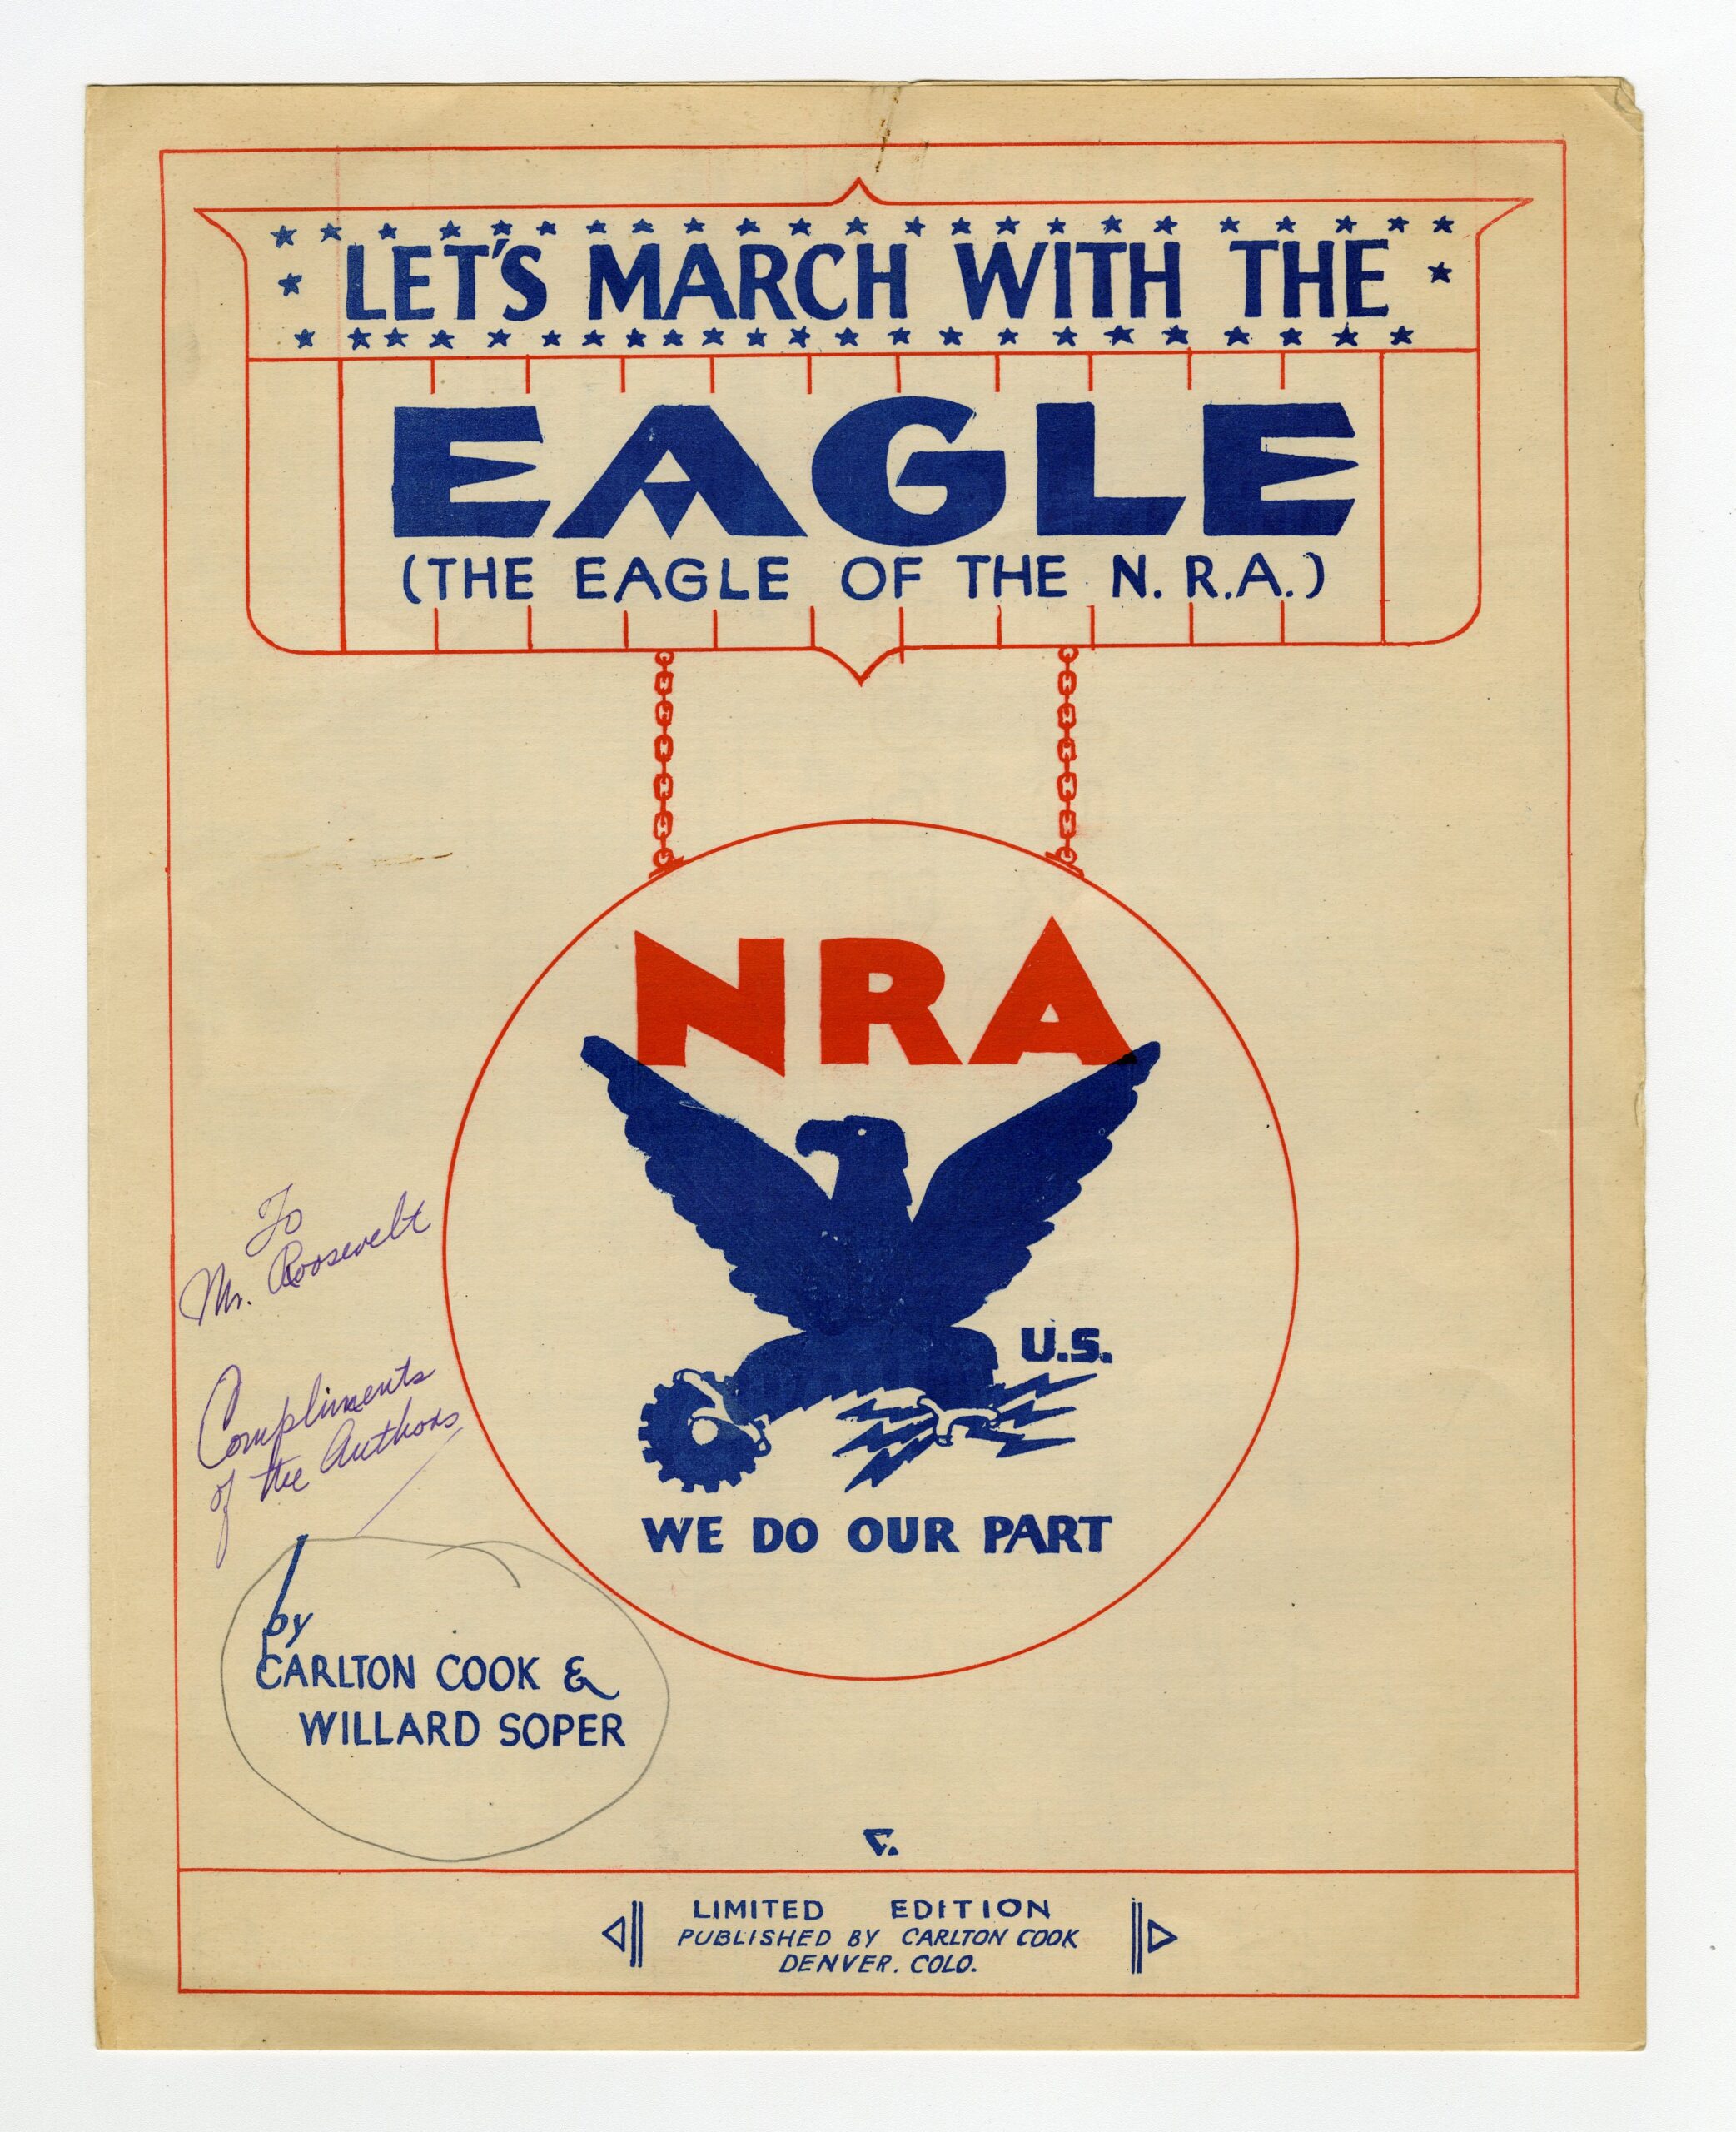 LET'S MARCH WITH THE
EAGLE
(THE EAGLE OF THE N.R.A.)
NRA
U.S.
WE DO OUR PART
To
Mr. Roosevelt
Compliments
of the Authors
by
CARLTON COOK &
WILLARD SOPER
LIMITED EDITION
PUBLISHED BY CARLTON COOK
DENVER. COLO.